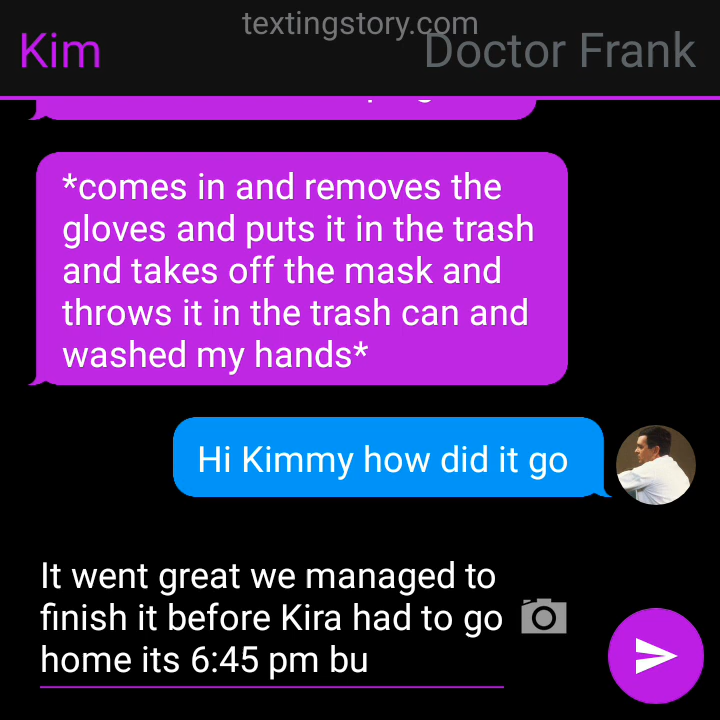 textingstory.com
Kim
Doctor Frank
*comes in and removes the
gloves and puts it in the trash
and takes off the mask and
throws it in the trash can and
washed my hands*
Hi Kimmy how did it go
It went great we managed to
finish it before Kira had to go
home its 6:45 pm bu